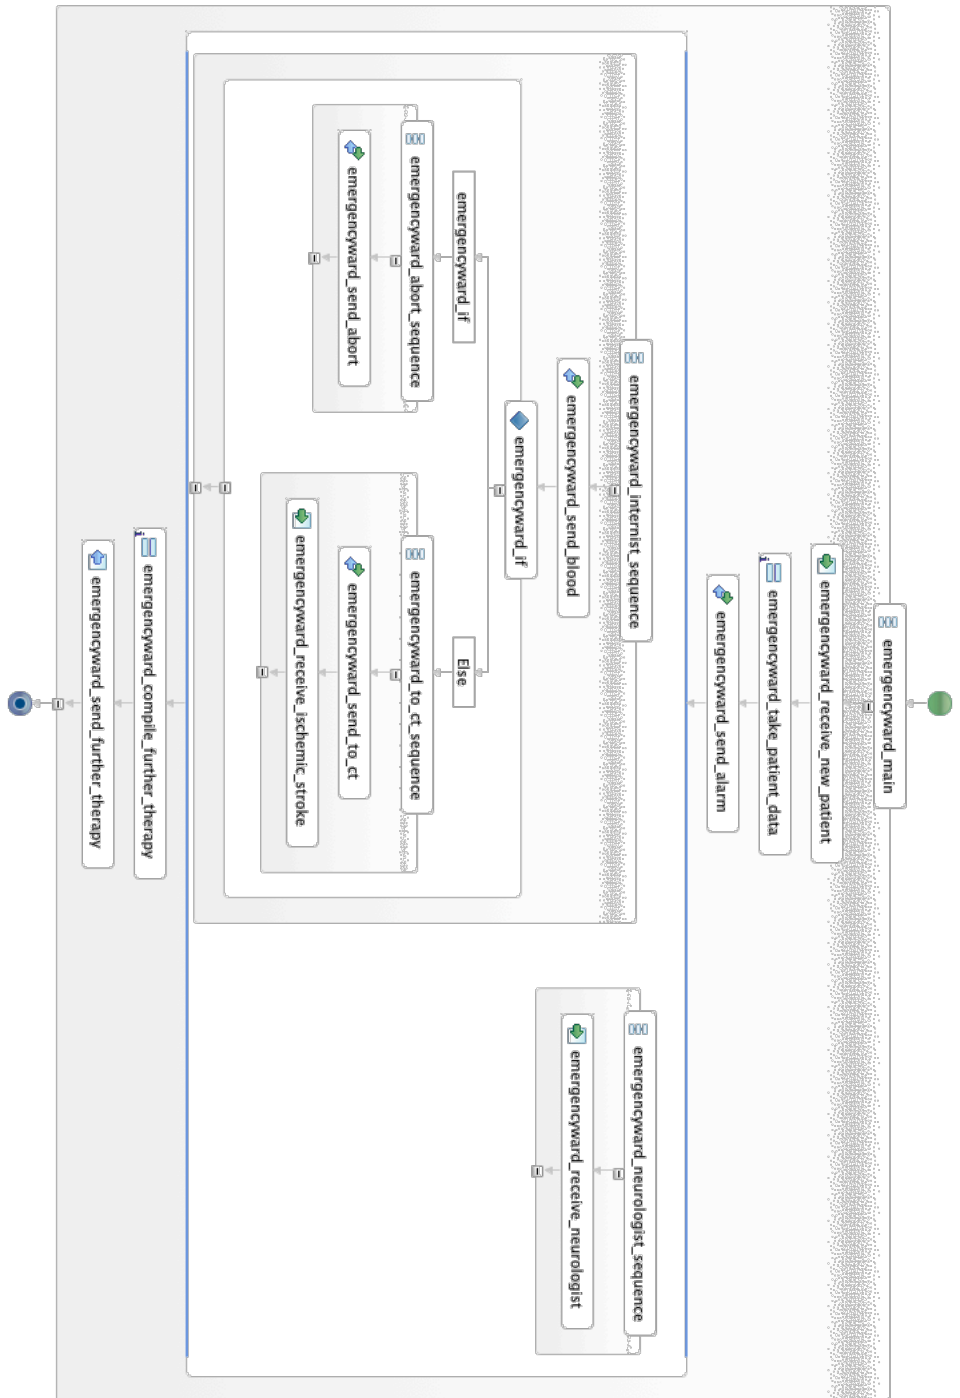 emergencyward_main
emergencyward_receive_new_patient
emergencyward_take_patient_data
emergencyward_send_alarm
emergencyward_internist_sequence
emergencyward_send_blood
emergencyward_if
emergencyward_if
emergencyward_abort_sequence
emergencyward_send_abort
Else
emergencyward_to_ct_sequence
emergencyward_send_to_ct
emergencyward_receive_ischemic_stroke
emergencyward_neurologist_sequence
emergencyward_receive_neurologist
emergencyward_compile_further_therapy
emergencyward_send_further_therapy